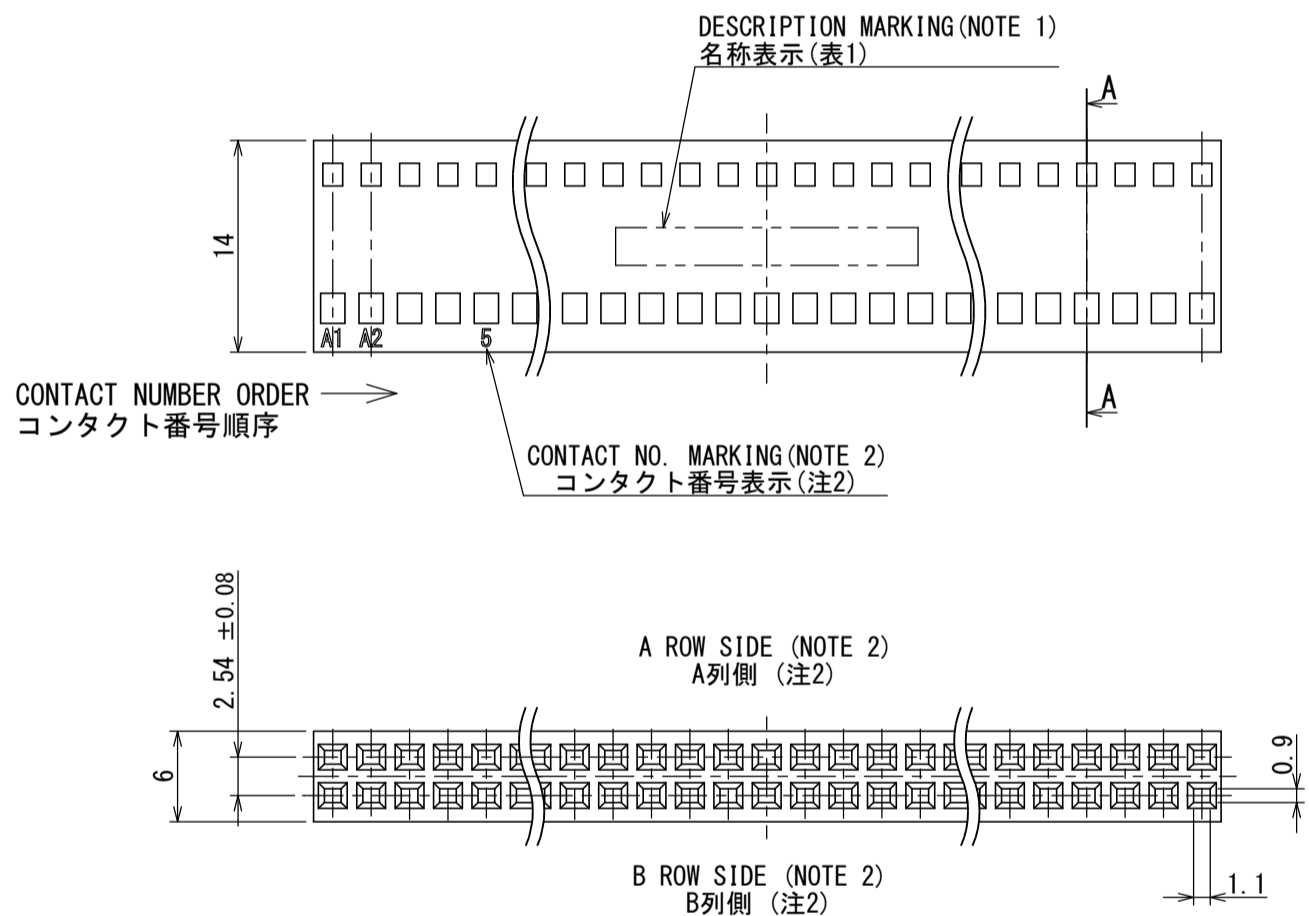 DESCRIPTION MARKING(NOTE 1)
名称表示(表1)
A
14
A1 A2 5
CONTACT NUMBER ORDER
コンタクト番号順序
A
CONTACT NO. MARKING(NOTE 2)
コンタクト番号表示(注2)
2.54 ±0.08
A ROW SIDE (NOTE 2)
A列側 (注2)
6
0.9
B ROW SIDE (NOTE 2)
B列側 (注2)
1.1